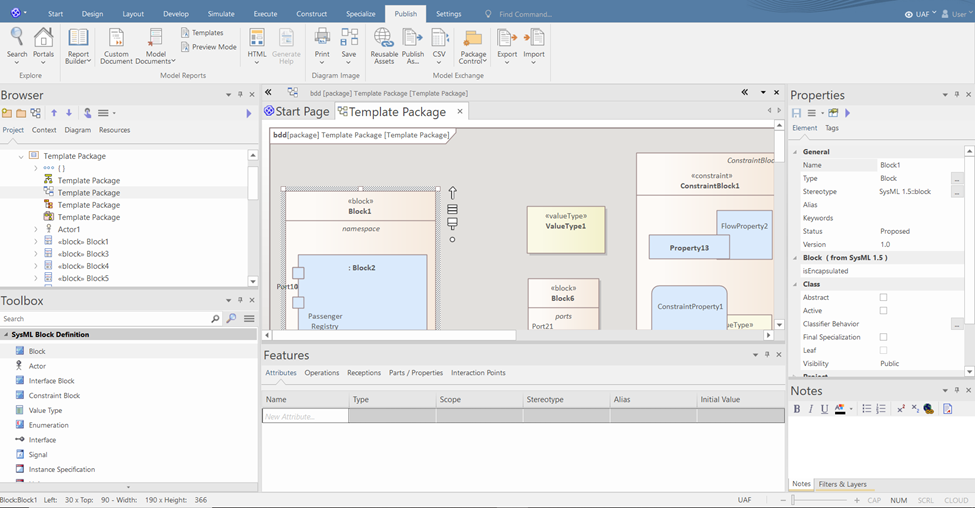 Start Design Layout Develop Simulate Execute Construct Specialize Publish Settings Find Command... UAF User
Search Portals Report Builder Custom Document Model Documents Templates Preview Mode HTML Generate Help Print Save Reusable Assets Publish As... CSV Package Control Export Import
Explore Model Reports Diagram Image Model Exchange
Browser
Project Context Diagram Resources
Template Package
{ }
Template Package
Template Package
Template Package
Template Package
Actor1
«block» Block1
«block» Block3
«block» Block4
«block» Block5
Toolbox
Search
SysML Block Definition
Block
Actor
Interface Block
Constraint Block
Value Type
Enumeration
Interface
Signal
Instance Specification
bdd [package] Template Package [Template Package]
Start Page Template Package
bdd[package] Template Package [Template Package]
«block»
Block1
namespace
: Block2
Port10
Passenger
Registry
«valueType»
ValueType1
«block»
Block6
ports
Port21
ConstraintBloc
«constraint»
ConstraintBlock1
FlowProperty2
Property13
ConstraintProperty1
Features
Attributes Operations Receptions Parts / Properties Interaction Points
Name Type Scope Stereotype Alias Initial Value
New Attribute...
Properties
Element Tags
General
Name Block1
Type Block
Stereotype SysML 1.5::block
Alias
Keywords
Status Proposed
Version 1.0
Block ( from SysML 1.5 )
isEncapsulated
Class
Abstract
Active
Classifier Behavior
Final Specialization
Leaf
Visibility Public
Notes
B I U A
Notes Filters & Layers
Block:Block1 Left: 30 x Top: 90 - Width: 190 x Height: 366 UAF CAP NUM SCRL CLOUD